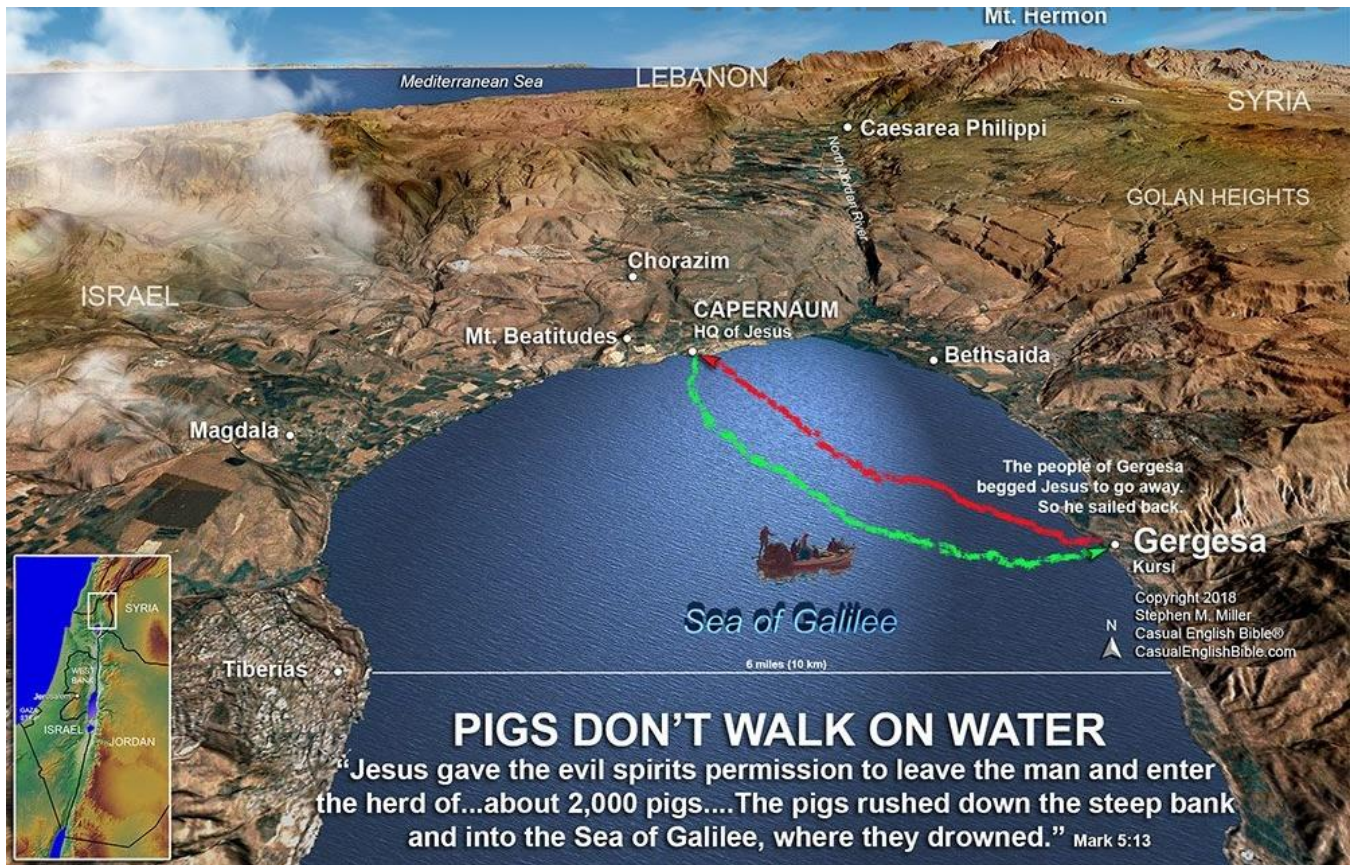 Mt. Hermon
Mediterranean Sea
LEBANON
SYRIA
Caesarea Philippi
North Jordan River
GOLAN HEIGHTS
Chorazim
ISRAEL
CAPERNAUM
HQ of Jesus
Mt. Beatitudes
Bethsaida
Magdala
The people of Gergesa
begged Jesus to go away.
So he sailed back.
Gergesa
Kursi
Copyright 2018
Stephen M. Miller
Casual English Bible®
CasualEnglishBible.com
N
Sea of Galilee
6 miles (10 km)
Tiberias
SYRIA
WEST
BANK
Jerusalem
GAZA
ISRAEL
JORDAN
PIGS DON'T WALK ON WATER
"Jesus gave the evil spirits permission to leave the man and enter
the herd of...about 2,000 pigs....The pigs rushed down the steep bank
and into the Sea of Galilee, where they drowned." Mark 5:13